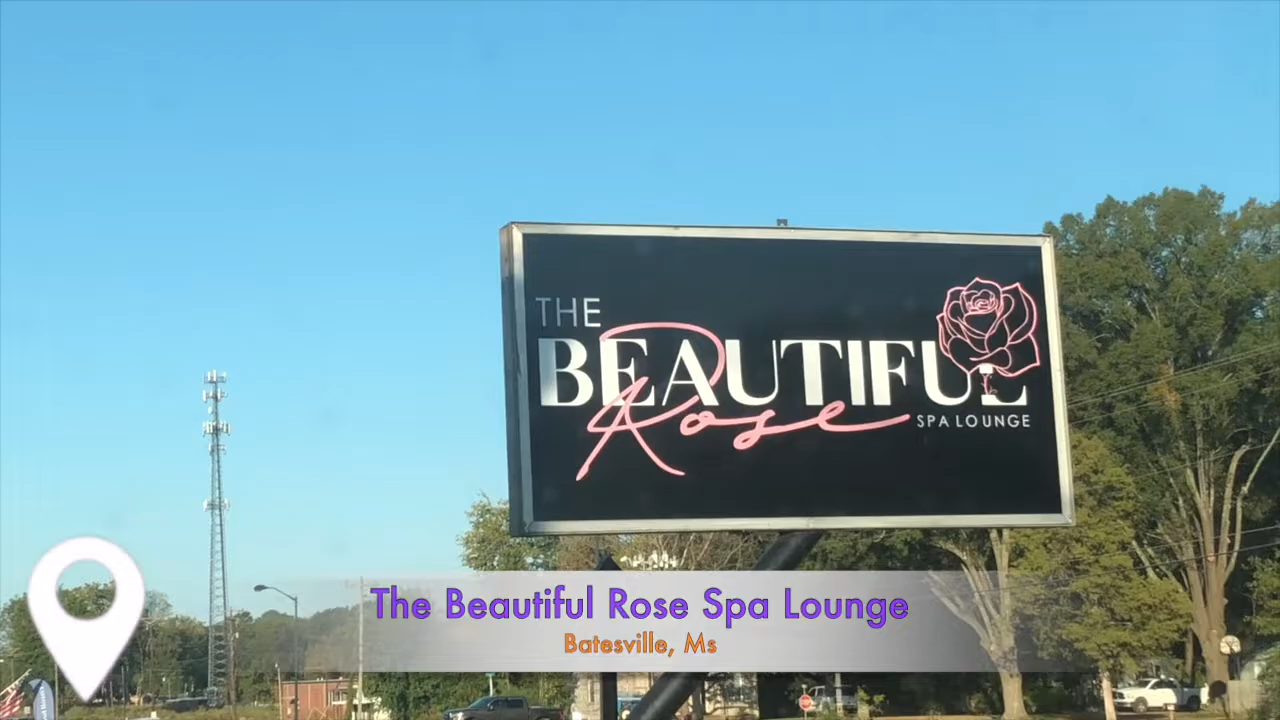 THE
BEAUTIFUL
Rose
SPA LOUNGE
The Beautiful Rose Spa Lounge
Batesville, Ms